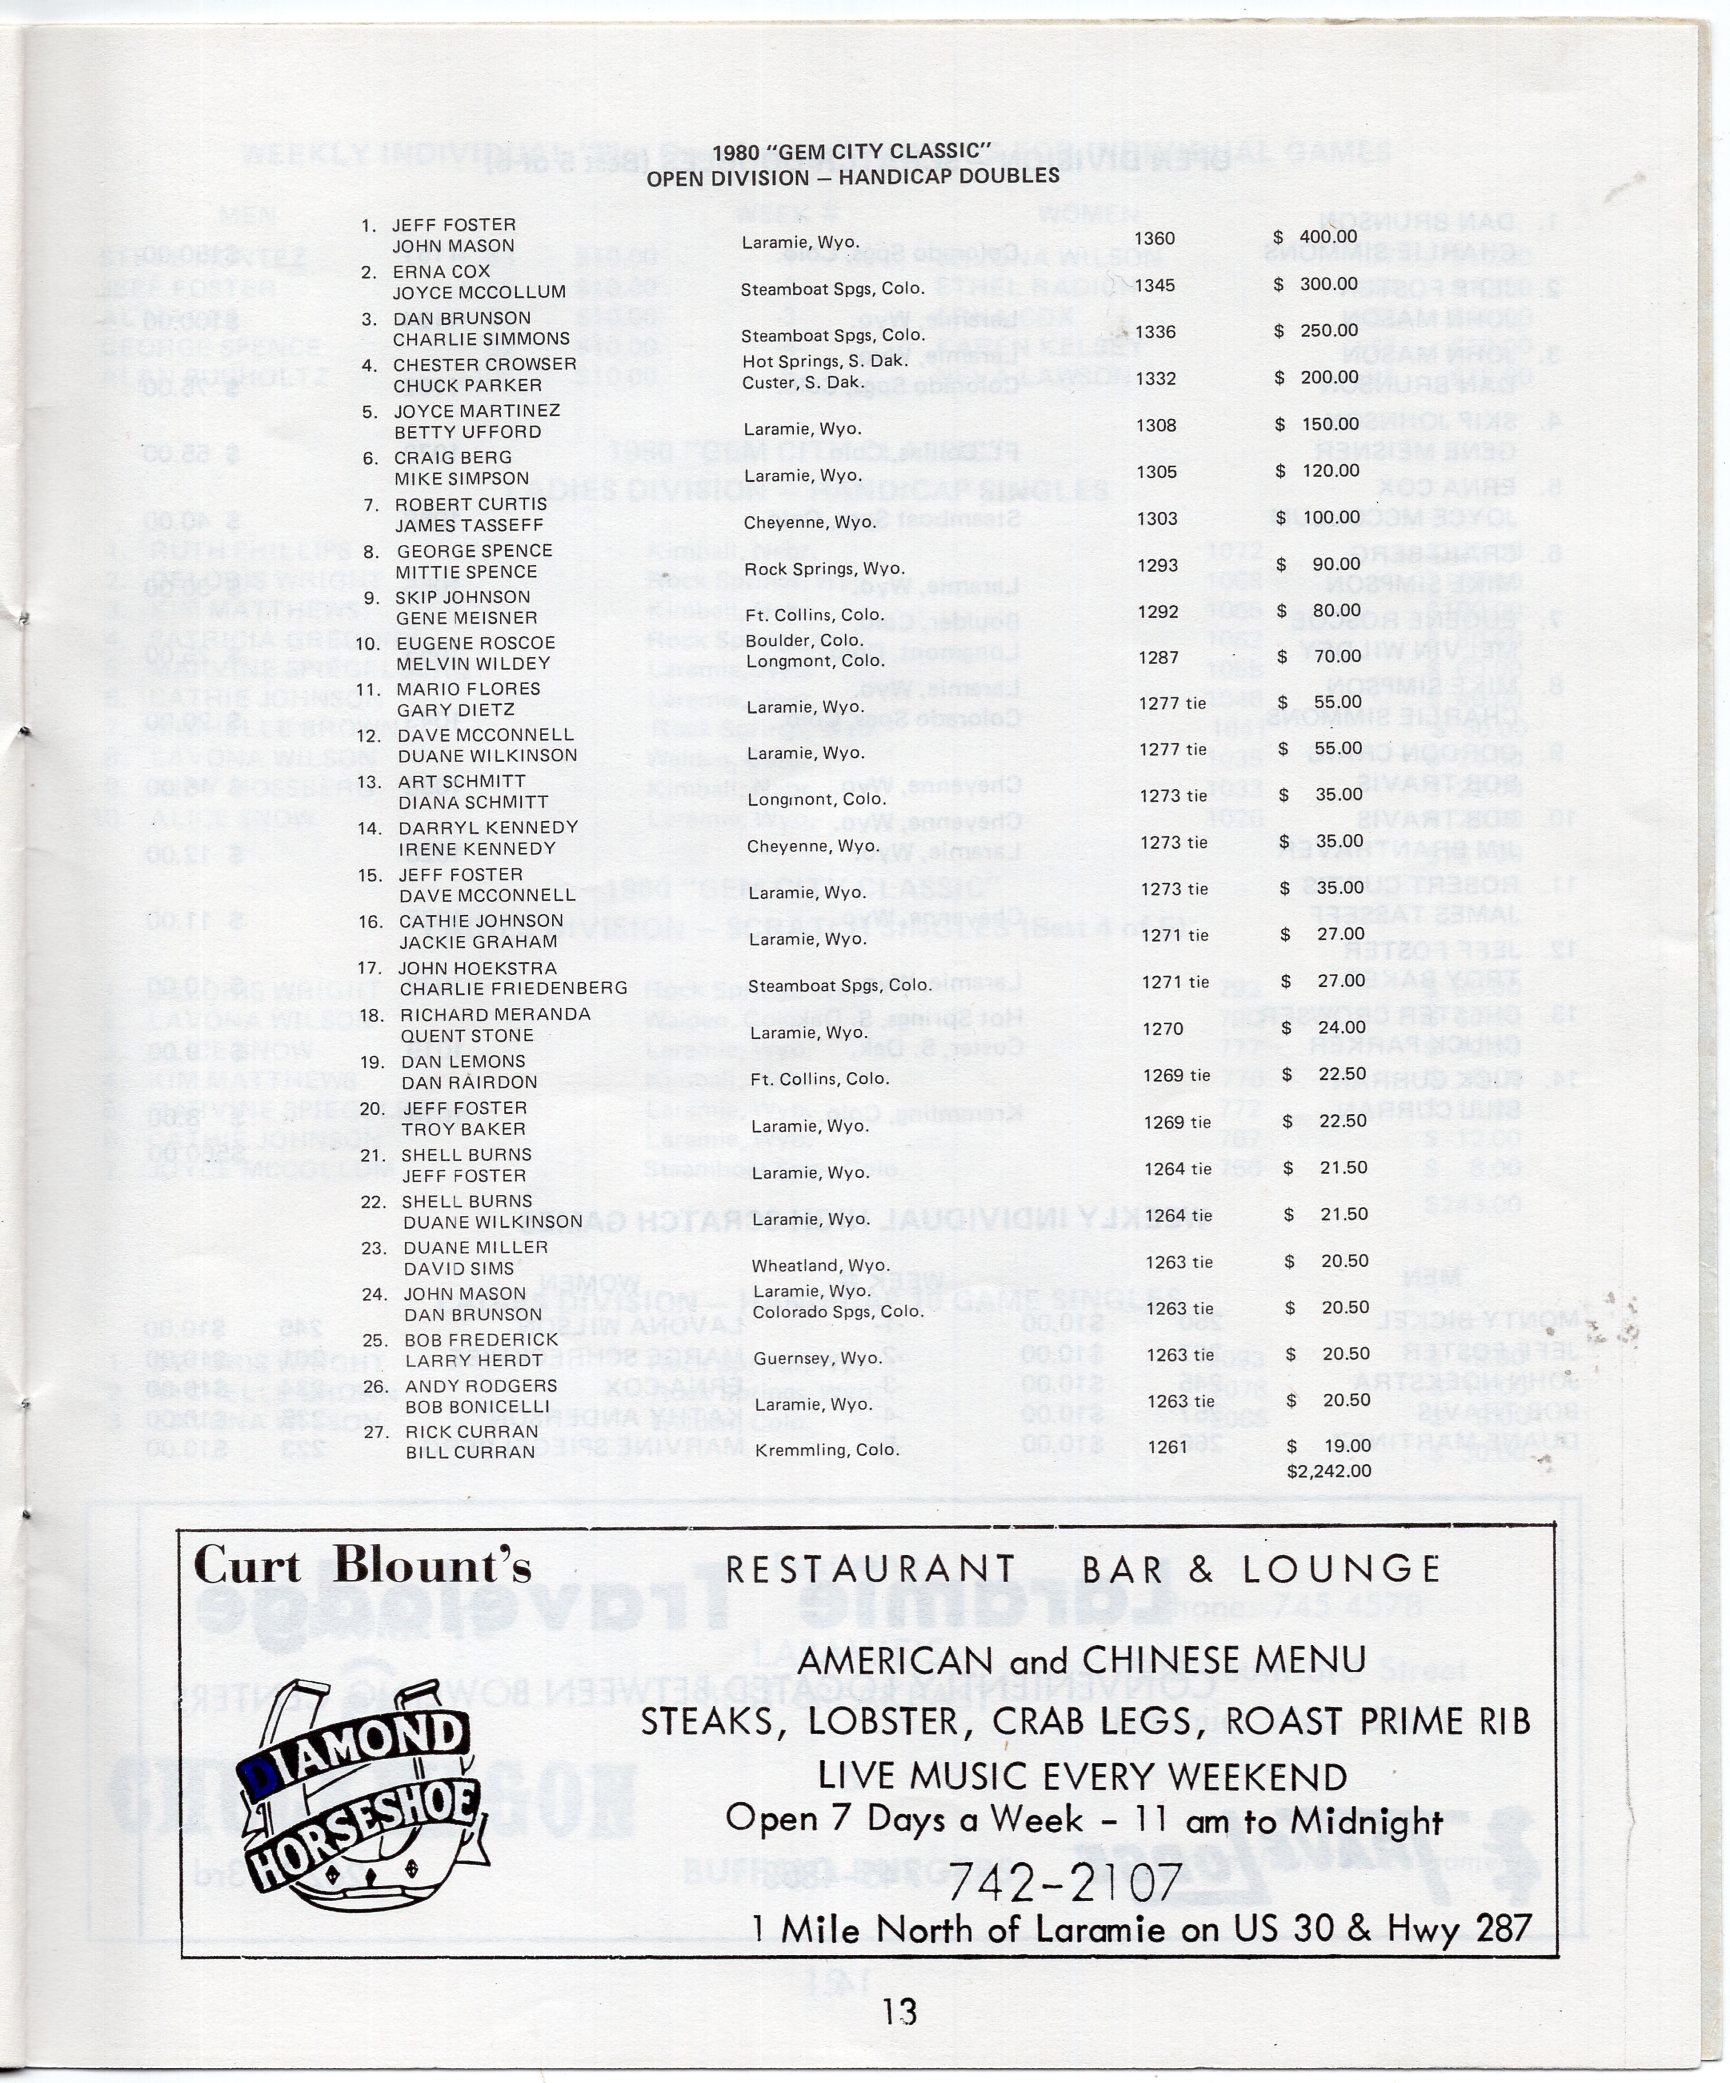 1980 "GEM CITY CLASSIC"
OPEN DIVISION — HANDICAP DOUBLES
1. JEFF FOSTER
JOHN MASON Laramie, Wyo. 1360 $ 400.00
2. ERNA COX
JOYCE MCCOLLUM Steamboat Spgs, Colo. 1345 $ 300.00
3. DAN BRUNSON
CHARLIE SIMMONS Steamboat Spgs, Colo. 1336 $ 250.00
4. CHESTER CROWSER Hot Springs, S. Dak.
CHUCK PARKER Custer, S. Dak. 1332 $ 200.00
5. JOYCE MARTINEZ
BETTY UFFORD Laramie, Wyo. 1308 $ 150.00
6. CRAIG BERG
MIKE SIMPSON Laramie, Wyo. 1305 $ 120.00
7. ROBERT CURTIS
JAMES TASSEFF Cheyenne, Wyo. 1303 $ 100.00
8. GEORGE SPENCE
MITTIE SPENCE Rock Springs, Wyo. 1293 $ 90.00
9. SKIP JOHNSON
GENE MEISNER Ft. Collins, Colo. 1292 $ 80.00
10. EUGENE ROSCOE Boulder, Colo.
MELVIN WILDEY Longmont, Colo. 1287 $ 70.00
11. MARIO FLORES
GARY DIETZ Laramie, Wyo. 1277 tie $ 55.00
12. DAVE MCCONNELL
DUANE WILKINSON Laramie, Wyo. 1277 tie $ 55.00
13. ART SCHMITT
DIANA SCHMITT Longmont, Colo. 1273 tie $ 35.00
14. DARRYL KENNEDY
IRENE KENNEDY Cheyenne, Wyo. 1273 tie $ 35.00
15. JEFF FOSTER
DAVE MCCONNELL Laramie, Wyo. 1273 tie $ 35.00
16. CATHIE JOHNSON
JACKIE GRAHAM Laramie, Wyo. 1271 tie $ 27.00
17. JOHN HOEKSTRA
CHARLIE FRIEDENBERG Steamboat Spgs, Colo. 1271 tie $ 27.00
18. RICHARD MERANDA
QUENT STONE Laramie, Wyo. 1270 $ 24.00
19. DAN LEMONS
DAN RAIRDON Ft. Collins, Colo. 1269 tie $ 22.50
20. JEFF FOSTER
TROY BAKER Laramie, Wyo. 1269 tie $ 22.50
21. SHELL BURNS
JEFF FOSTER Laramie, Wyo. 1264 tie $ 21.50
22. SHELL BURNS
DUANE WILKINSON Laramie, Wyo. 1264 tie $ 21.50
23. DUANE MILLER
DAVID SIMS Wheatland, Wyo. 1263 tie $ 20.50
24. JOHN MASON Laramie, Wyo.
DAN BRUNSON Colorado Spgs, Colo. 1263 tie $ 20.50
25. BOB FREDERICK
LARRY HERDT Guernsey, Wyo. 1263 tie $ 20.50
26. ANDY RODGERS
BOB BONICELLI Laramie, Wyo. 1263 tie $ 20.50
27. RICK CURRAN
BILL CURRAN Kremmling, Colo. 1261 $ 19.00
$2,242.00
Curt Blount's
RESTAURANT BAR & LOUNGE
AMERICAN and CHINESE MENU
STEAKS, LOBSTER, CRAB LEGS, ROAST PRIME RIB
LIVE MUSIC EVERY WEEKEND
Open 7 Days a Week – 11 am to Midnight
742-2107
1 Mile North of Laramie on US 30 & Hwy 287
DIAMOND
HORSESHOE
13